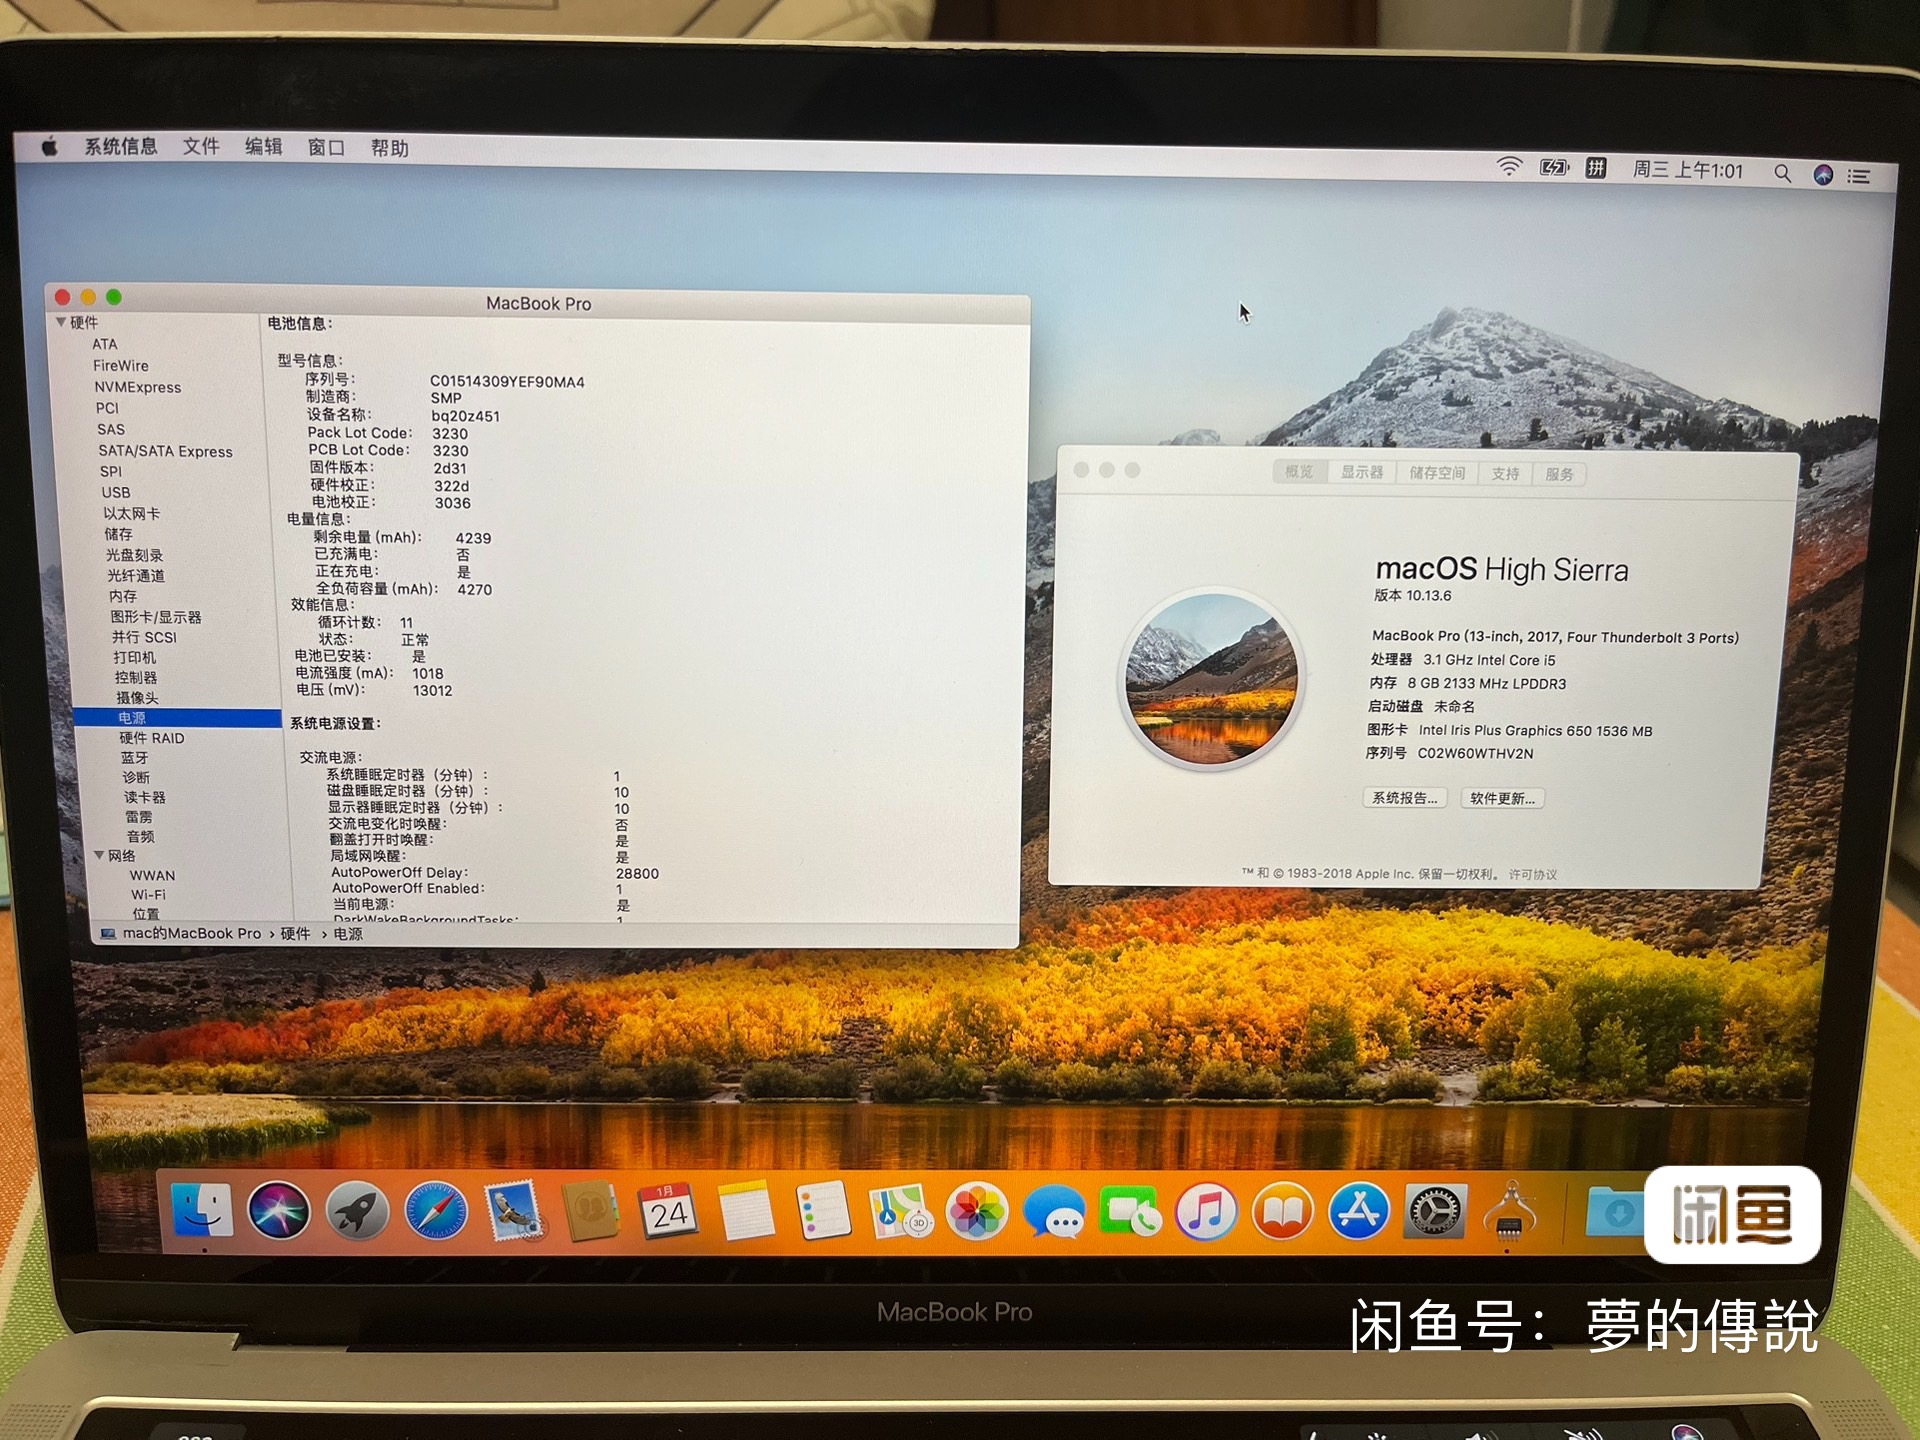 系统信息 文件 编辑 窗口 帮助
拼 周三 上午1:01
MacBook Pro
硬件
ATA
FireWire
NVMExpress
PCI
SAS
SATA/SATA Express
SPI
USB
以太网卡
储存
光盘刻录
光纤通道
内存
图形卡/显示器
并行 SCSI
打印机
控制器
摄像头
电源
硬件 RAID
蓝牙
诊断
读卡器
雷雳
音频
网络
WWAN
Wi-Fi
位置
电池信息：
型号信息：
序列号： C01514309YEF90MA4
制造商： SMP
设备名称： bq20z451
Pack Lot Code： 3230
PCB Lot Code： 3230
固件版本： 2d31
硬件校正： 322d
电池校正： 3036
电量信息：
剩余电量 (mAh)： 4239
已充满电： 否
正在充电： 是
全负荷容量 (mAh)： 4270
效能信息：
循环计数： 11
状态： 正常
电池已安装： 是
电流强度 (mA)： 1018
电压 (mV)： 13012
系统电源设置：
交流电源：
系统睡眠定时器（分钟）： 1
磁盘睡眠定时器（分钟）： 10
显示器睡眠定时器（分钟）： 10
交流电变化时唤醒： 否
翻盖打开时唤醒： 是
局域网唤醒： 是
AutoPowerOff Delay： 28800
AutoPowerOff Enabled： 1
当前电源： 是
DarkWakeBackgroundTasks： 1
mac的MacBook Pro › 硬件 › 电源
概览 显示器 储存空间 支持 服务
macOS High Sierra
版本 10.13.6
MacBook Pro (13-inch, 2017, Four Thunderbolt 3 Ports)
处理器 3.1 GHz Intel Core i5
内存 8 GB 2133 MHz LPDDR3
启动磁盘 未命名
图形卡 Intel Iris Plus Graphics 650 1536 MB
序列号 C02W60WTHV2N
系统报告... 软件更新...
™ 和 © 1983-2018 Apple Inc. 保留一切权利。 许可协议
1月
24
3D
闲鱼
MacBook Pro
闲鱼号：夢的傳說